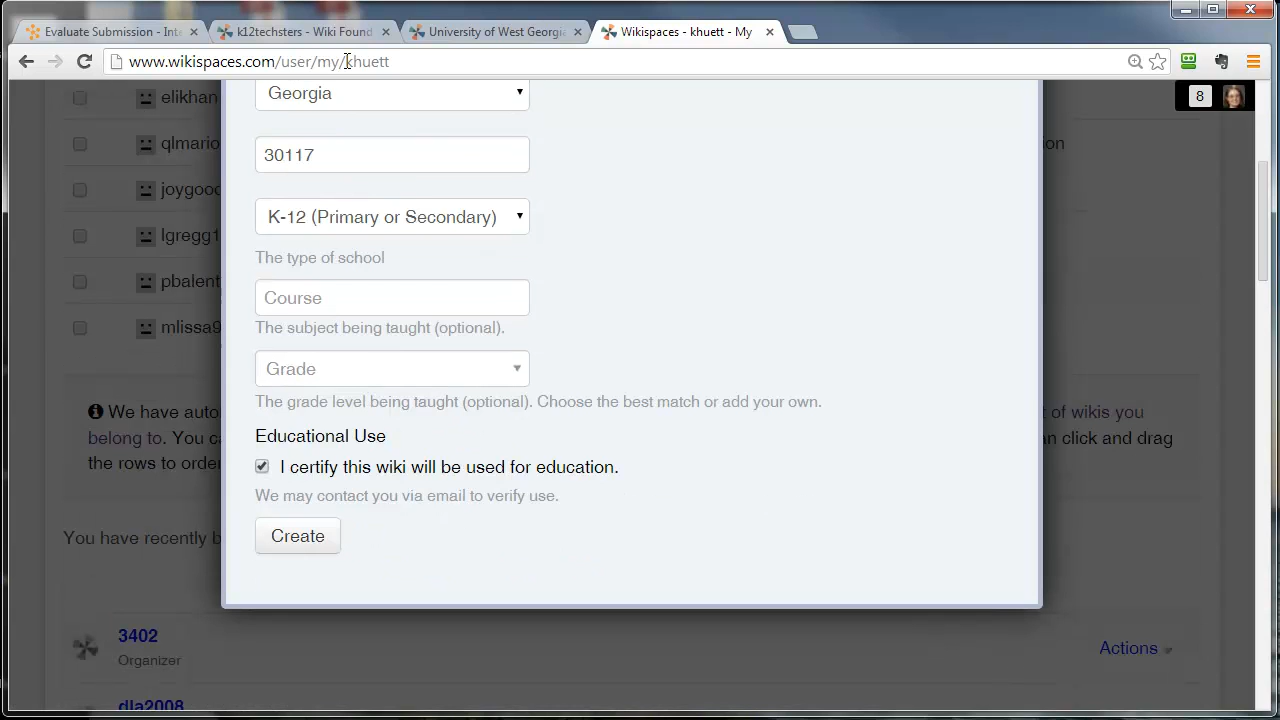 Evaluate Submission - Int
k12techsters - Wiki Found
University of West Georgia
Wikispaces - khuett - My
www.wikispaces.com/user/my/khuett
8
elikhan
Georgia
qlmario
30117
ion
joygood
K-12 (Primary or Secondary)
lgregg1
The type of school
pbalent
Course
mlissa9
The subject being taught (optional).
Grade
The grade level being taught (optional). Choose the best match or add your own.
We have auto
t of wikis you
belong to. You ca
an click and drag
the rows to order
Educational Use
I certify this wiki will be used for education.
We may contact you via email to verify use.
Create
You have recently b
3402
Organizer
Actions
dla2008